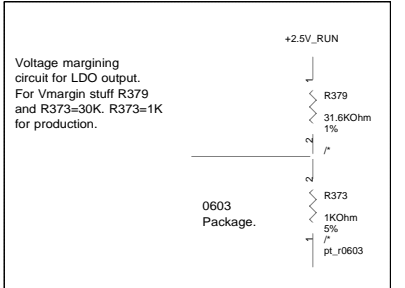 +2.5V_RUN
Voltage margining
circuit for LDO output.
For Vmargin stuff R379
and R373=30K. R373=1K
for production.
1
R379
31.6KOhm
1%
2
/*
2
R373
0603
Package.
1KOhm
5%
1
/*
pt_r0603